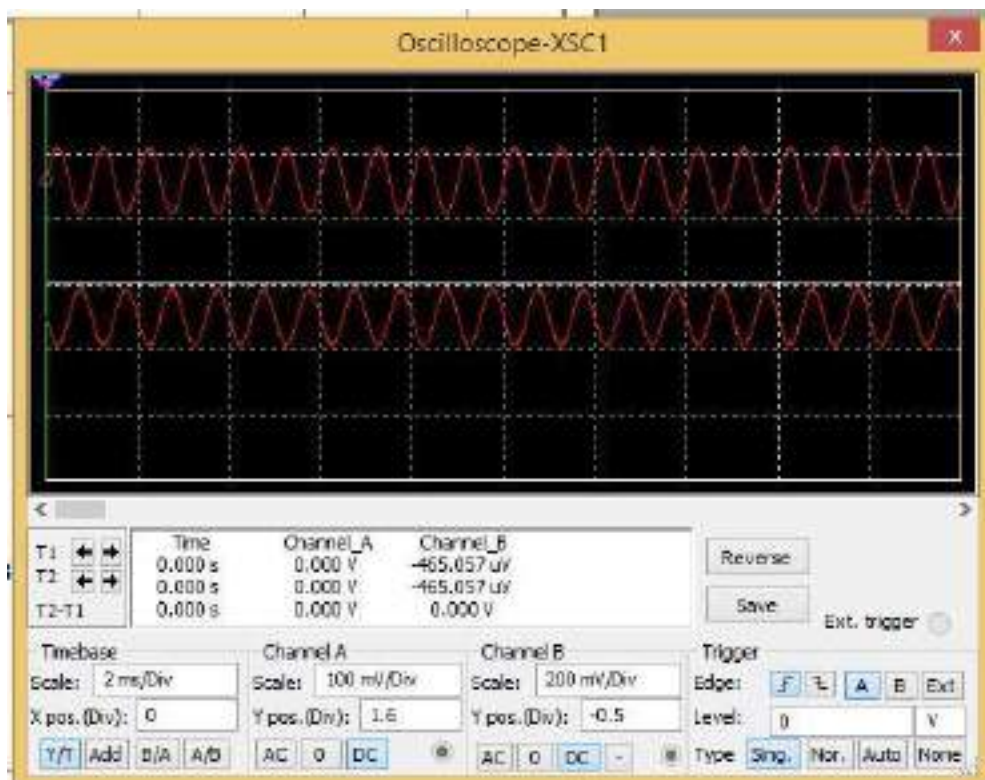 Oscilloscope-XSC1
x
< >
T1
T2
T2-T1
Time Channel_A Channel_B
0.000 s 0.000 V -465.057 uV
0.000 s 0.000 V -465.057 uV
0.000 s 0.000 V 0.000 V
Reverse
Save
Ext. trigger
Timebase
Scale: 2 ms/Div
X pos.(Div): 0
Y/T Add B/A A/B
Channel A
Scale: 100 mV/Div
Y pos.(Div): 1.6
AC 0 DC
Channel B
Scale: 200 mV/Div
Y pos.(Div): -0.5
AC 0 DC -
Trigger
Edge: A B Ext
Level: 0 V
Type Sing. Nor. Auto None